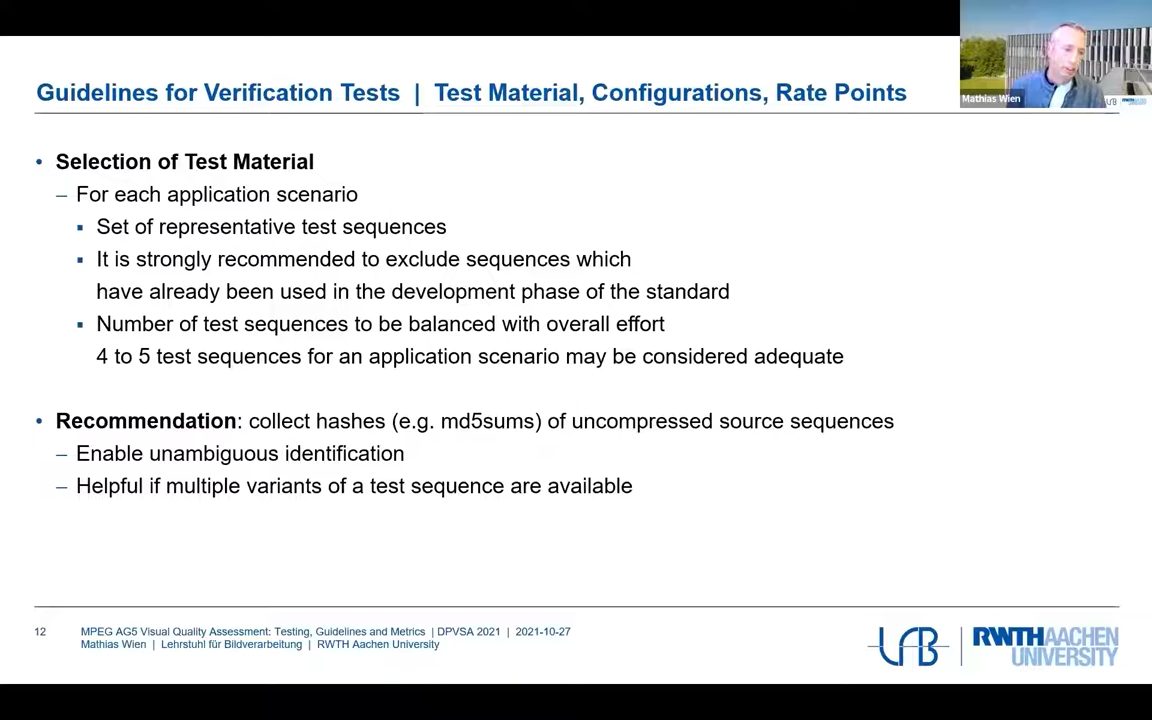 Guidelines for Verification Tests | Test Material, Configurations, Rate Points
Mathias Wien
• Selection of Test Material
– For each application scenario
▪ Set of representative test sequences
▪ It is strongly recommended to exclude sequences which
have already been used in the development phase of the standard
▪ Number of test sequences to be balanced with overall effort
4 to 5 test sequences for an application scenario may be considered adequate
• Recommendation: collect hashes (e.g. md5sums) of uncompressed source sequences
– Enable unambiguous identification
– Helpful if multiple variants of a test sequence are available
12
MPEG AG5 Visual Quality Assessment: Testing, Guidelines and Metrics | DPVSA 2021 | 2021-10-27
Mathias Wien | Lehrstuhl für Bildverarbeitung | RWTH Aachen University
LfB
RWTHAACHEN
UNIVERSITY